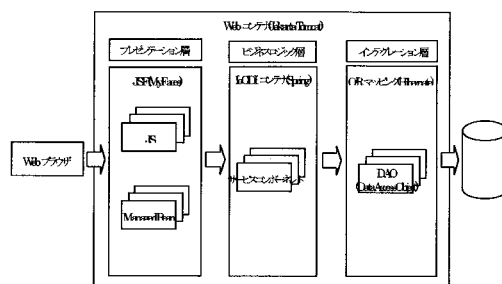 Webコンテナ(Jakarta Tomcat)
プレゼンテーション層
ビジネスロジック層
インテグレーション層
JSF(MyFaces)
IoC/DIコンテナ(Spring)
O/Rマッピング(Hibernate)
Webブラウザ
JS
サービスコンポーネント
DAO
(Data Access Object)
Managed Bean